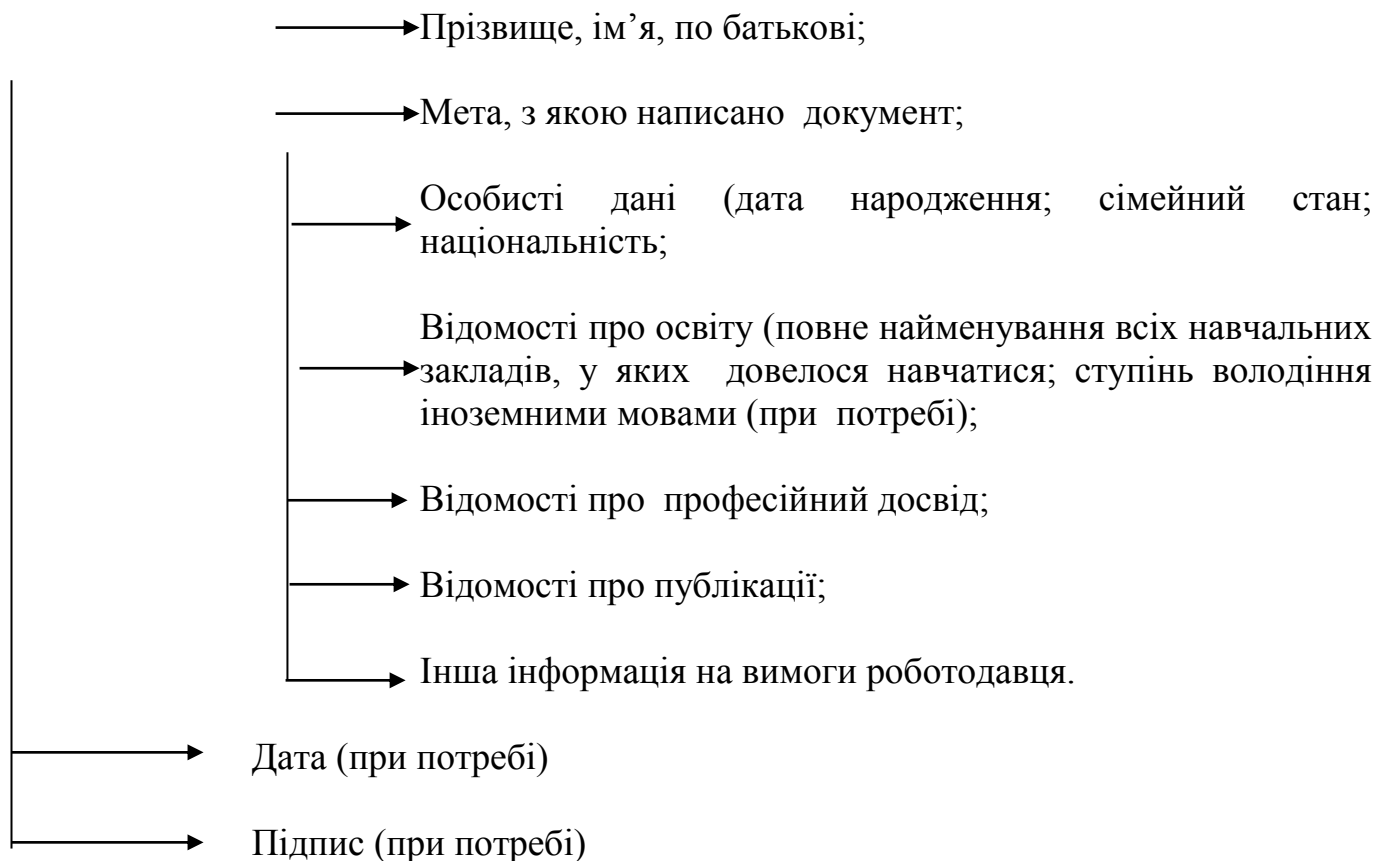 Прізвище, ім’я, по батькові;
Мета, з якою написано документ;
Особисті дані (дата народження; сімейний стан;
національність;
Відомості про освіту (повне найменування всіх навчальних
закладів, у яких довелося навчатися; ступінь володіння
іноземними мовами (при потребі);
Відомості про професійний досвід;
Відомості про публікації;
Інша інформація на вимоги роботодавця.
Дата (при потребі)
Підпис (при потребі)